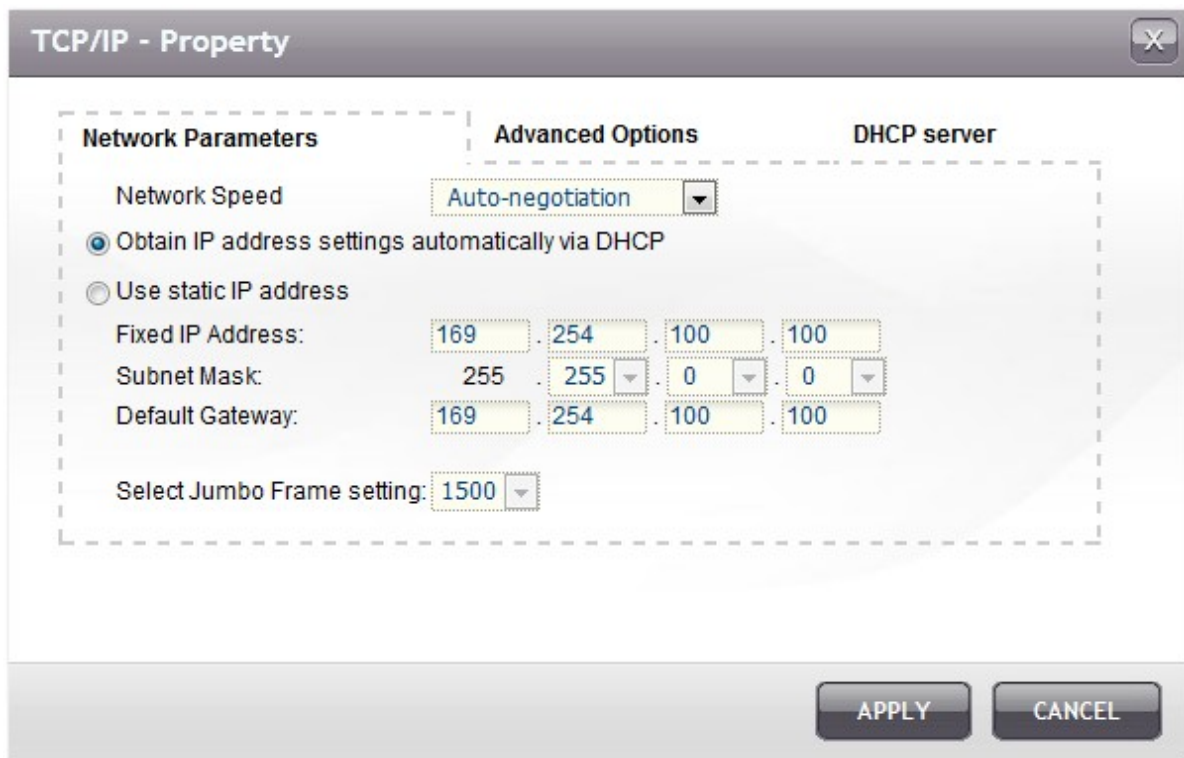 TCP/IP - Property X
Network Parameters Advanced Options DHCP server
Network Speed Auto-negotiation
Obtain IP address settings automatically via DHCP
Use static IP address
Fixed IP Address: 169 . 254 . 100 . 100
Subnet Mask: 255 . 255 . 0 . 0
Default Gateway: 169 . 254 . 100 . 100
Select Jumbo Frame setting: 1500
APPLY CANCEL